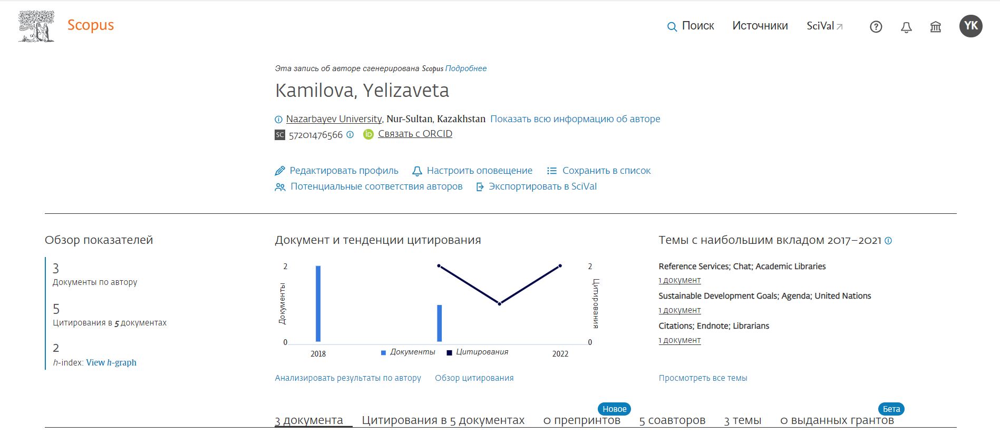 Scopus
Поиск Источники SciVal YK
Эта запись об авторе сгенерирована Scopus Подробнее
Kamilova, Yelizaveta
Nazarbayev University, Nur-Sultan, Kazakhstan Показать всю информацию об авторе
SC 57201476566 iD Связать с ORCID
Редактировать профиль Настроить оповещение Сохранить в список
Потенциальные соответствия авторов Экспортировать в SciVal
Обзор показателей
3
Документы по автору
5
Цитирования в 5 документах
2
h-index: View h-graph
Документ и тенденции цитирования
2
0
Документы
2018
2022
2
0
Цитирования
Документы Цитирования
Анализировать результаты по автору Обзор цитирования
Темы с наибольшим вкладом 2017–2021
Reference Services; Chat; Academic Libraries
1 документ
Sustainable Development Goals; Agenda; United Nations
1 документ
Citations; Endnote; Librarians
1 документ
Просмотреть все темы
Новое
Бета
3 документа Цитирования в 5 документах 0 препринтов 5 соавторов 3 темы 0 выданных грантов